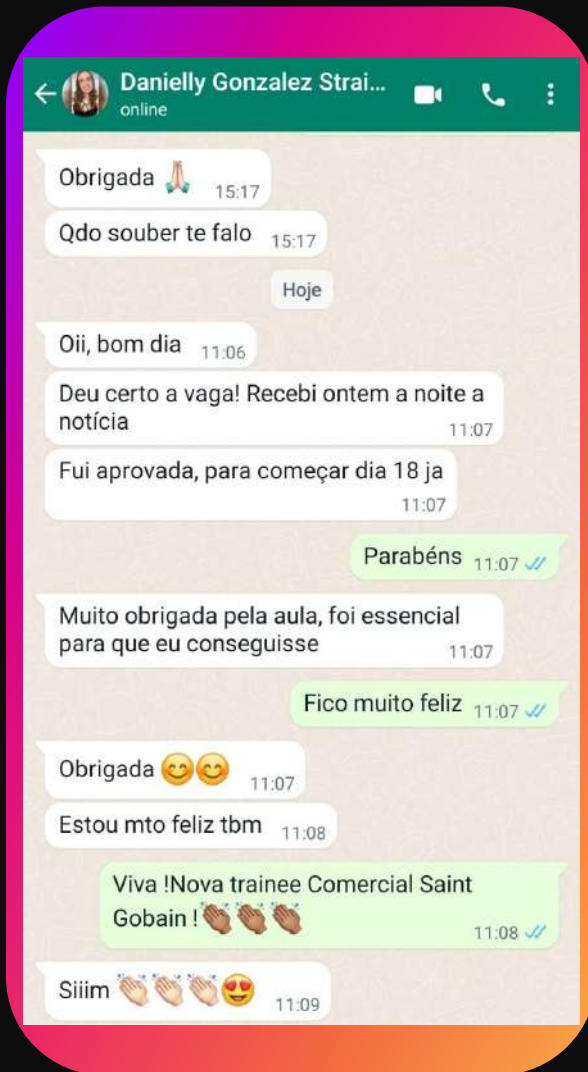 Danielly Gonzalez Strai...
online
Obrigada 🙏🏻 15:17
Qdo souber te falo 15:17
Hoje
Oii, bom dia 11:06
Deu certo a vaga! Recebi ontem a noite a
notícia 11:07
Fui aprovada, para começar dia 18 ja
11:07
Parabéns 11:07
Muito obrigada pela aula, foi essencial
para que eu conseguisse 11:07
Fico muito feliz 11:07
Obrigada 😊😊 11:07
Estou mto feliz tbm 11:08
Viva !Nova trainee Comercial Saint
Gobain !👏🏾👏🏾👏🏾 11:08
Siiim 👏🏻👏🏻👏🏻😍 11:09